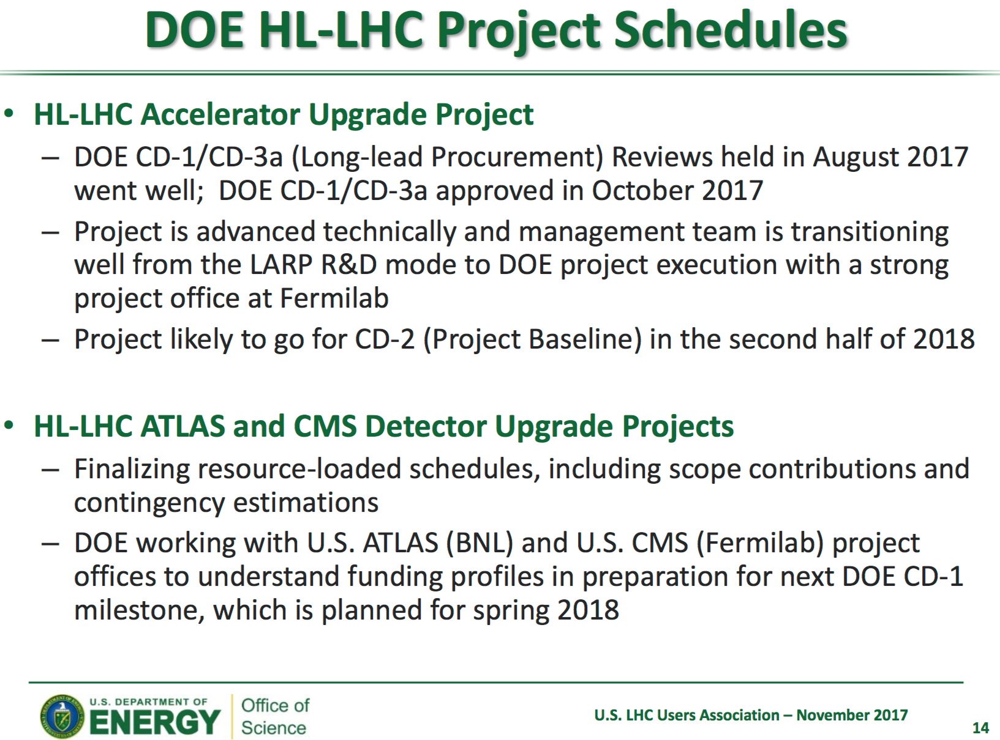 DOE HL-LHC Project Schedules
• HL-LHC Accelerator Upgrade Project
– DOE CD-1/CD-3a (Long-lead Procurement) Reviews held in August 2017
went well;  DOE CD-1/CD-3a approved in October 2017
– Project is advanced technically and management team is transitioning
well from the LARP R&D mode to DOE project execution with a strong
project office at Fermilab
– Project likely to go for CD-2 (Project Baseline) in the second half of 2018
• HL-LHC ATLAS and CMS Detector Upgrade Projects
– Finalizing resource-loaded schedules, including scope contributions and
contingency estimations
– DOE working with U.S. ATLAS (BNL) and U.S. CMS (Fermilab) project
offices to understand funding profiles in preparation for next DOE CD-1
milestone, which is planned for spring 2018
U.S. DEPARTMENT OF
ENERGY
Office of
Science
U.S. LHC Users Association – November 2017
14